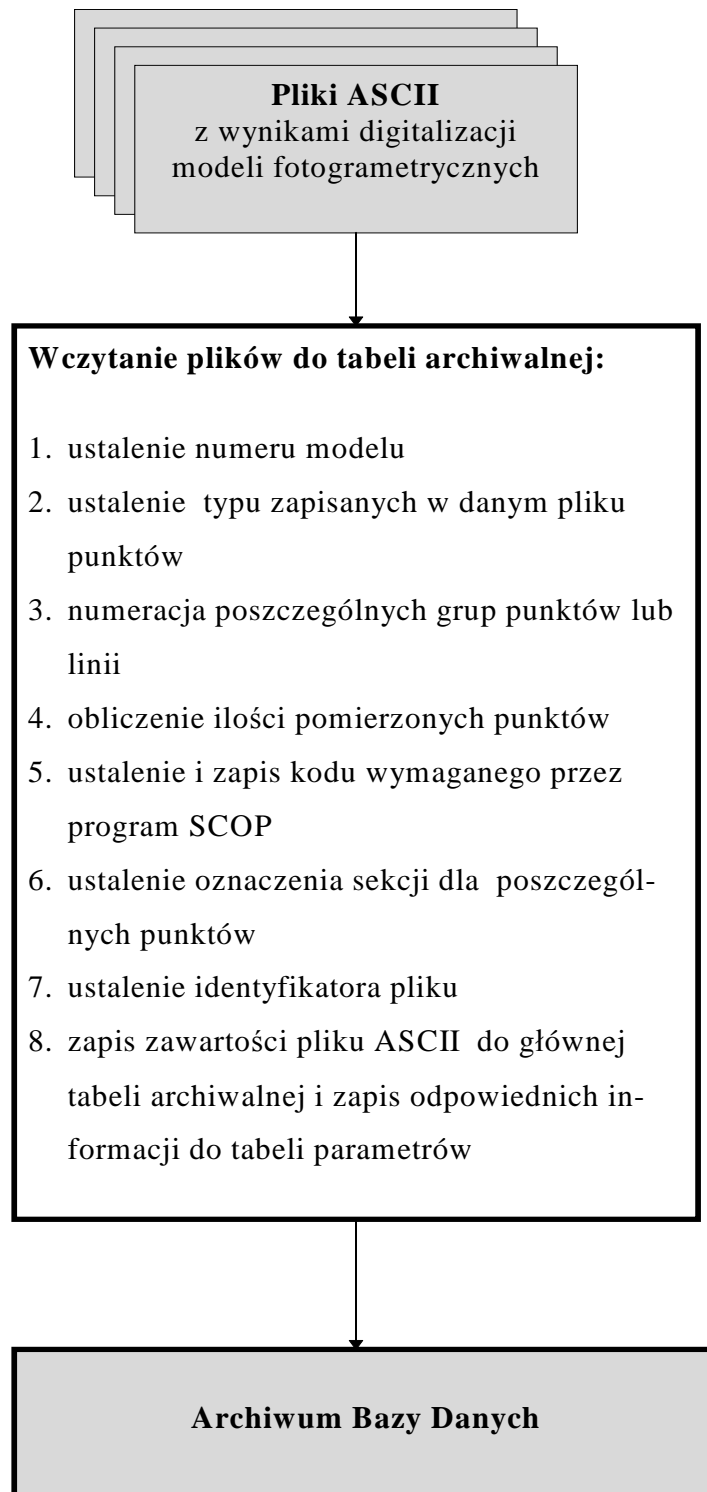 Pliki ASCII
z wynikami digitalizacji
modeli fotogrametrycznych
Wczytanie plików do tabeli archiwalnej:
1. ustalenie numeru modelu
2. ustalenie typu zapisanych w danym pliku
punktów
3. numeracja poszczególnych grup punktów lub
linii
4. obliczenie ilości pomierzonych punktów
5. ustalenie i zapis kodu wymaganego przez
program SCOP
6. ustalenie oznaczenia sekcji dla poszczegól-
nych punktów
7. ustalenie identyfikatora pliku
8. zapis zawartości pliku ASCII do głównej
tabeli archiwalnej i zapis odpowiednich in-
formacji do tabeli parametrów
Archiwum Bazy Danych